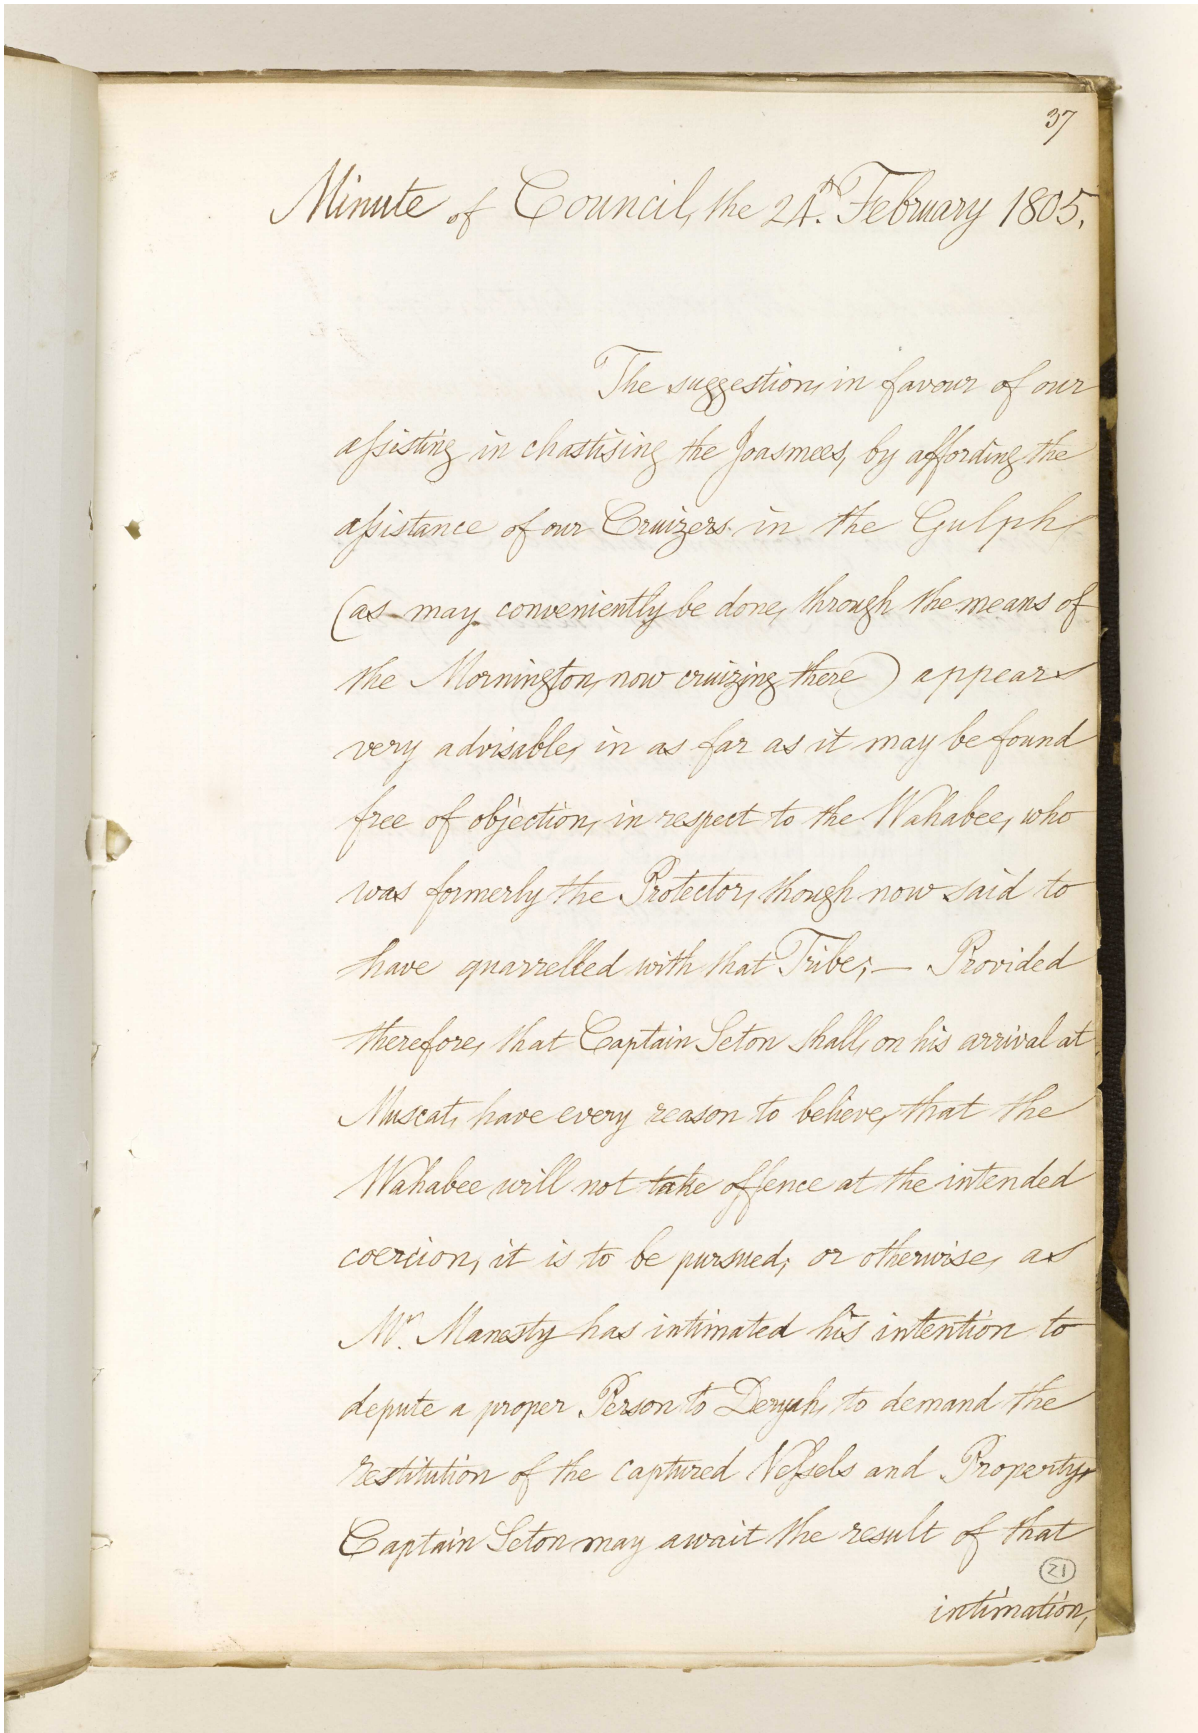 37
Minute of Council, the 24th. February 1805.
The suggestion, in favour of our
assisting in chastising the Joasmees, by affording the
assistance of our Cruizers in the Gulph,
(as may conveniently be done, through the means of
the Mornington, now cruizing there) appears
very advisable, in as far as it may be found
free of objection, in respect to the Wahabee, who
was formerly the Protector, though now said to
have quarrelled with that Tribe; — Provided
therefore, that Captain Seton shall, on his arrival at
Muscat, have every reason to believe, that the
Wahabee will not take offence at the intended
coercion, it is to be pursued; or otherwise, as
Mr. Manesty has intimated his intention to
depute a proper Person to Deryah, to demand the
restitution of the captured Vessels and Property,
Captain Seton may await the result of that
21
intimation,